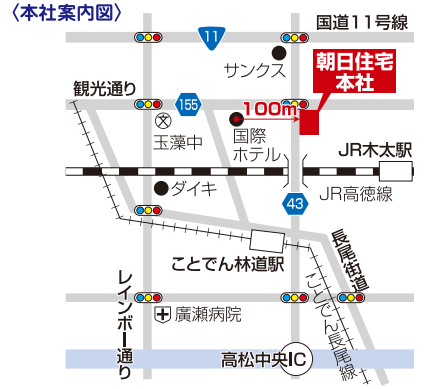 〈本社案内図〉
国道11号線
11
サンクス
朝日住宅
本社
観光通り
155
100m
玉藻中
国際
ホテル
JR木太駅
ダイキ
43
JR高徳線
ことでん林道駅
長尾街道
レインボー通り
ことでん長尾線
廣瀬病院
高松中央IC